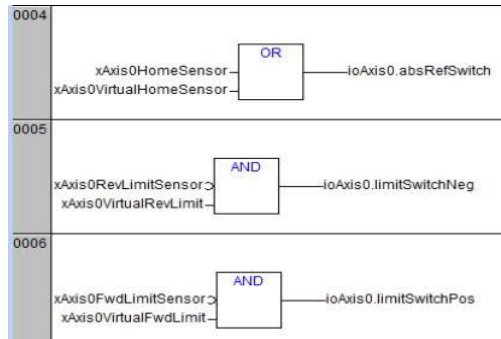 0004
OR
xAxis0HomeSensor
ioAxis0.absRefSwitch
xAxis0VirtualHomeSensor
0005
AND
xAxis0RevLimitSensor
ioAxis0.limitSwitchNeg
xAxis0VirtualRevLimit
0006
AND
xAxis0FwdLimitSensor
ioAxis0.limitSwitchPos
xAxis0VirtualFwdLimit